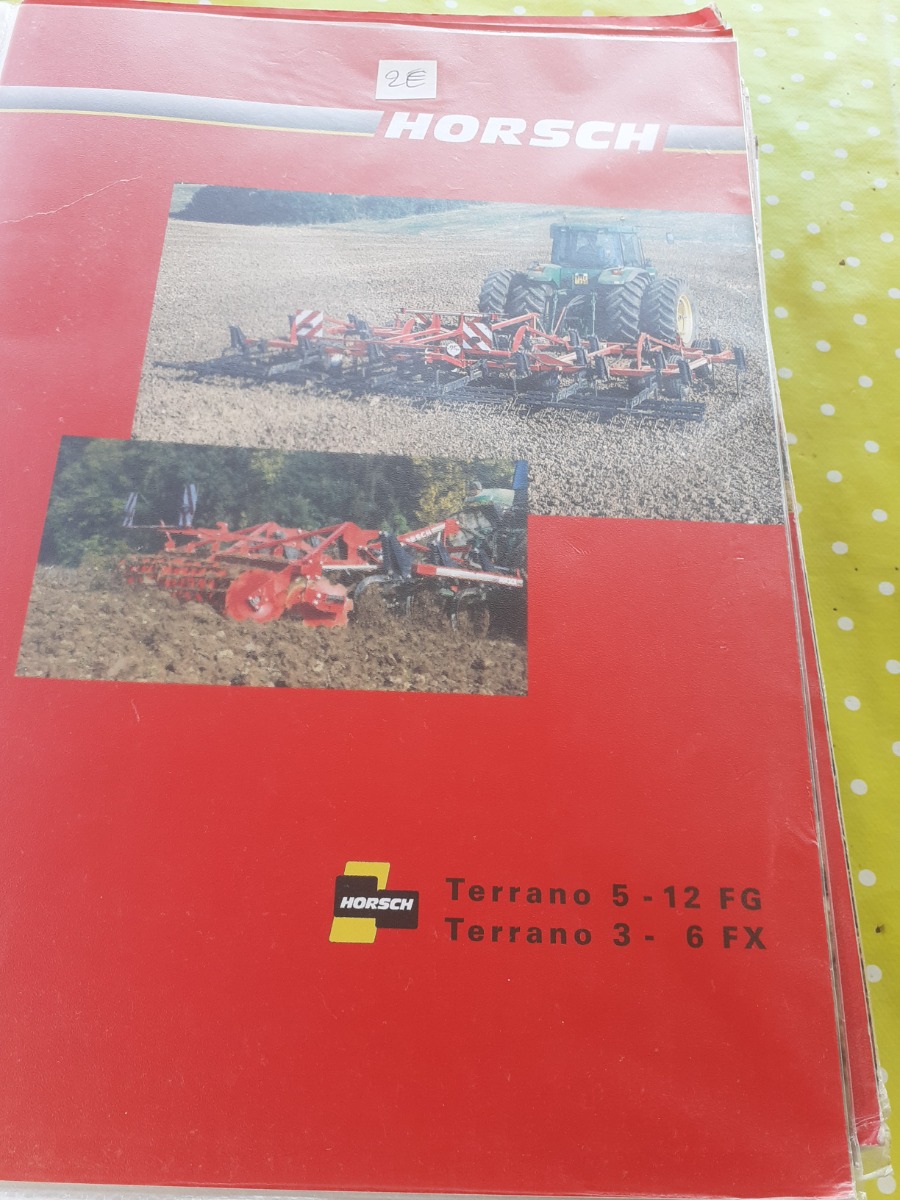 2€
HORSCH
HORSCH
Terrano 5 - 12 FG
Terrano 3 - 6 FX